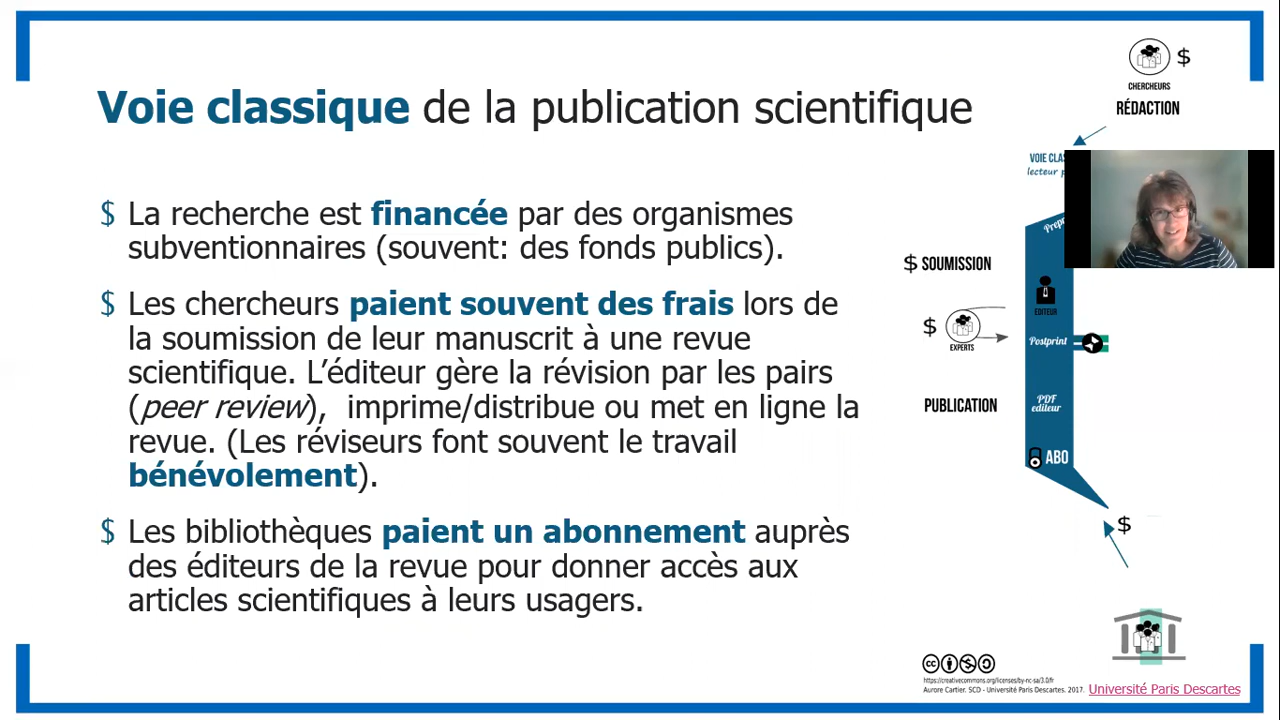 Voie classique de la publication scientifique
$ La recherche est financée par des organismes
subventionnaires (souvent: des fonds publics).
$ Les chercheurs paient souvent des frais lors de
la soumission de leur manuscrit à une revue
scientifique. L’éditeur gère la révision par les pairs
(peer review), imprime/distribue ou met en ligne la
revue. (Les réviseurs font souvent le travail
bénévolement).
$ Les bibliothèques paient un abonnement auprès
des éditeurs de la revue pour donner accès aux
articles scientifiques à leurs usagers.
$
CHERCHEURS
RÉDACTION
VOIE
lecteur
$ SOUMISSION
EDITEUR
$
EXPERTS
Postprint
PUBLICATION
PDF
editeur
ABO
$
cc
https://creativecommons.org/licenses/by-nc-sa/3.0/fr
Aurore Cartier. SCD - Université Paris Descartes. 2017.
Université Paris Descartes